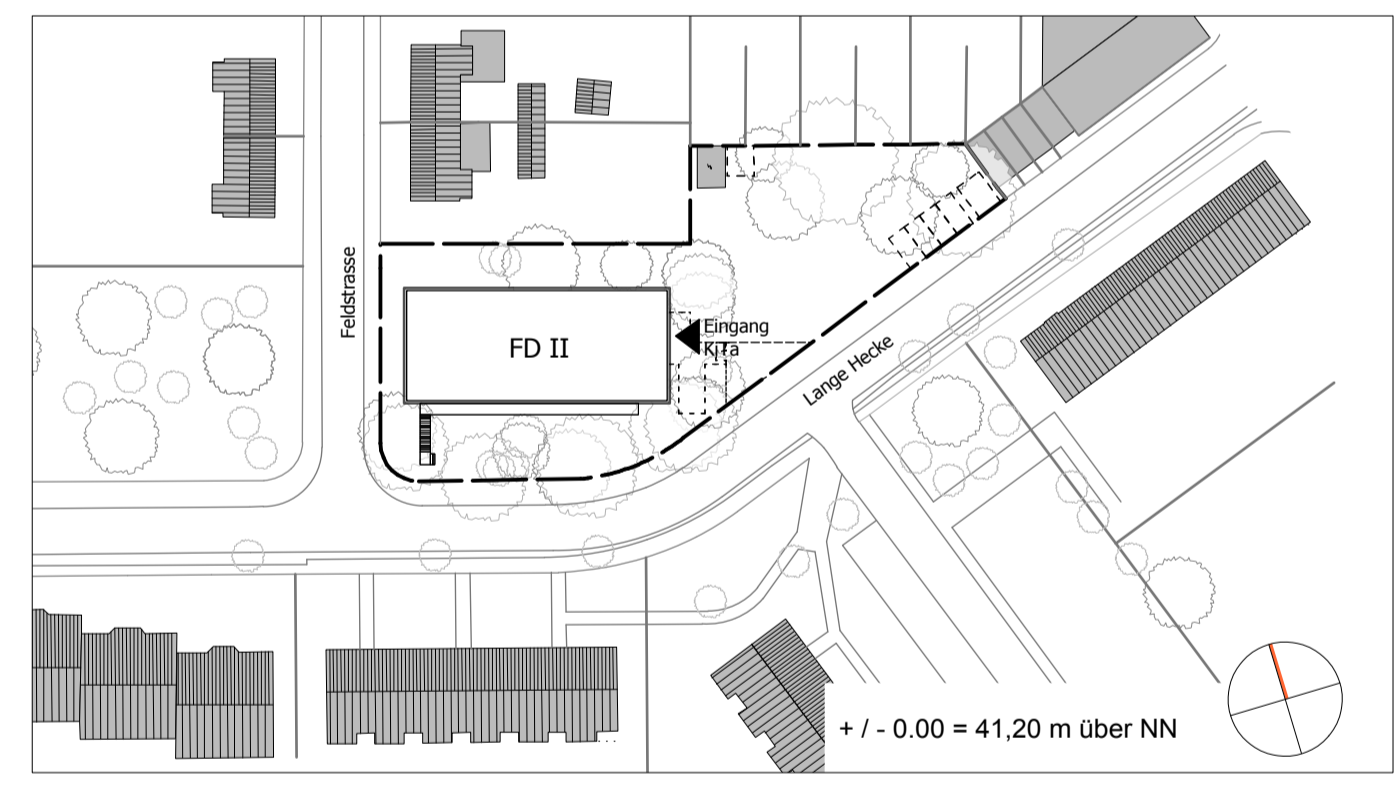 Feldstrasse
Eingang
Kita
FD II
Lange Hecke
+ / - 0.00 = 41,20 m über NN